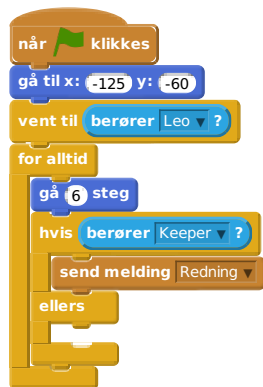 når klikkes
gå til x: -125 y: -60
vent til berører Leo ?
for alltid
gå 6 steg
hvis berører Keeper ?
send melding Redning
ellers